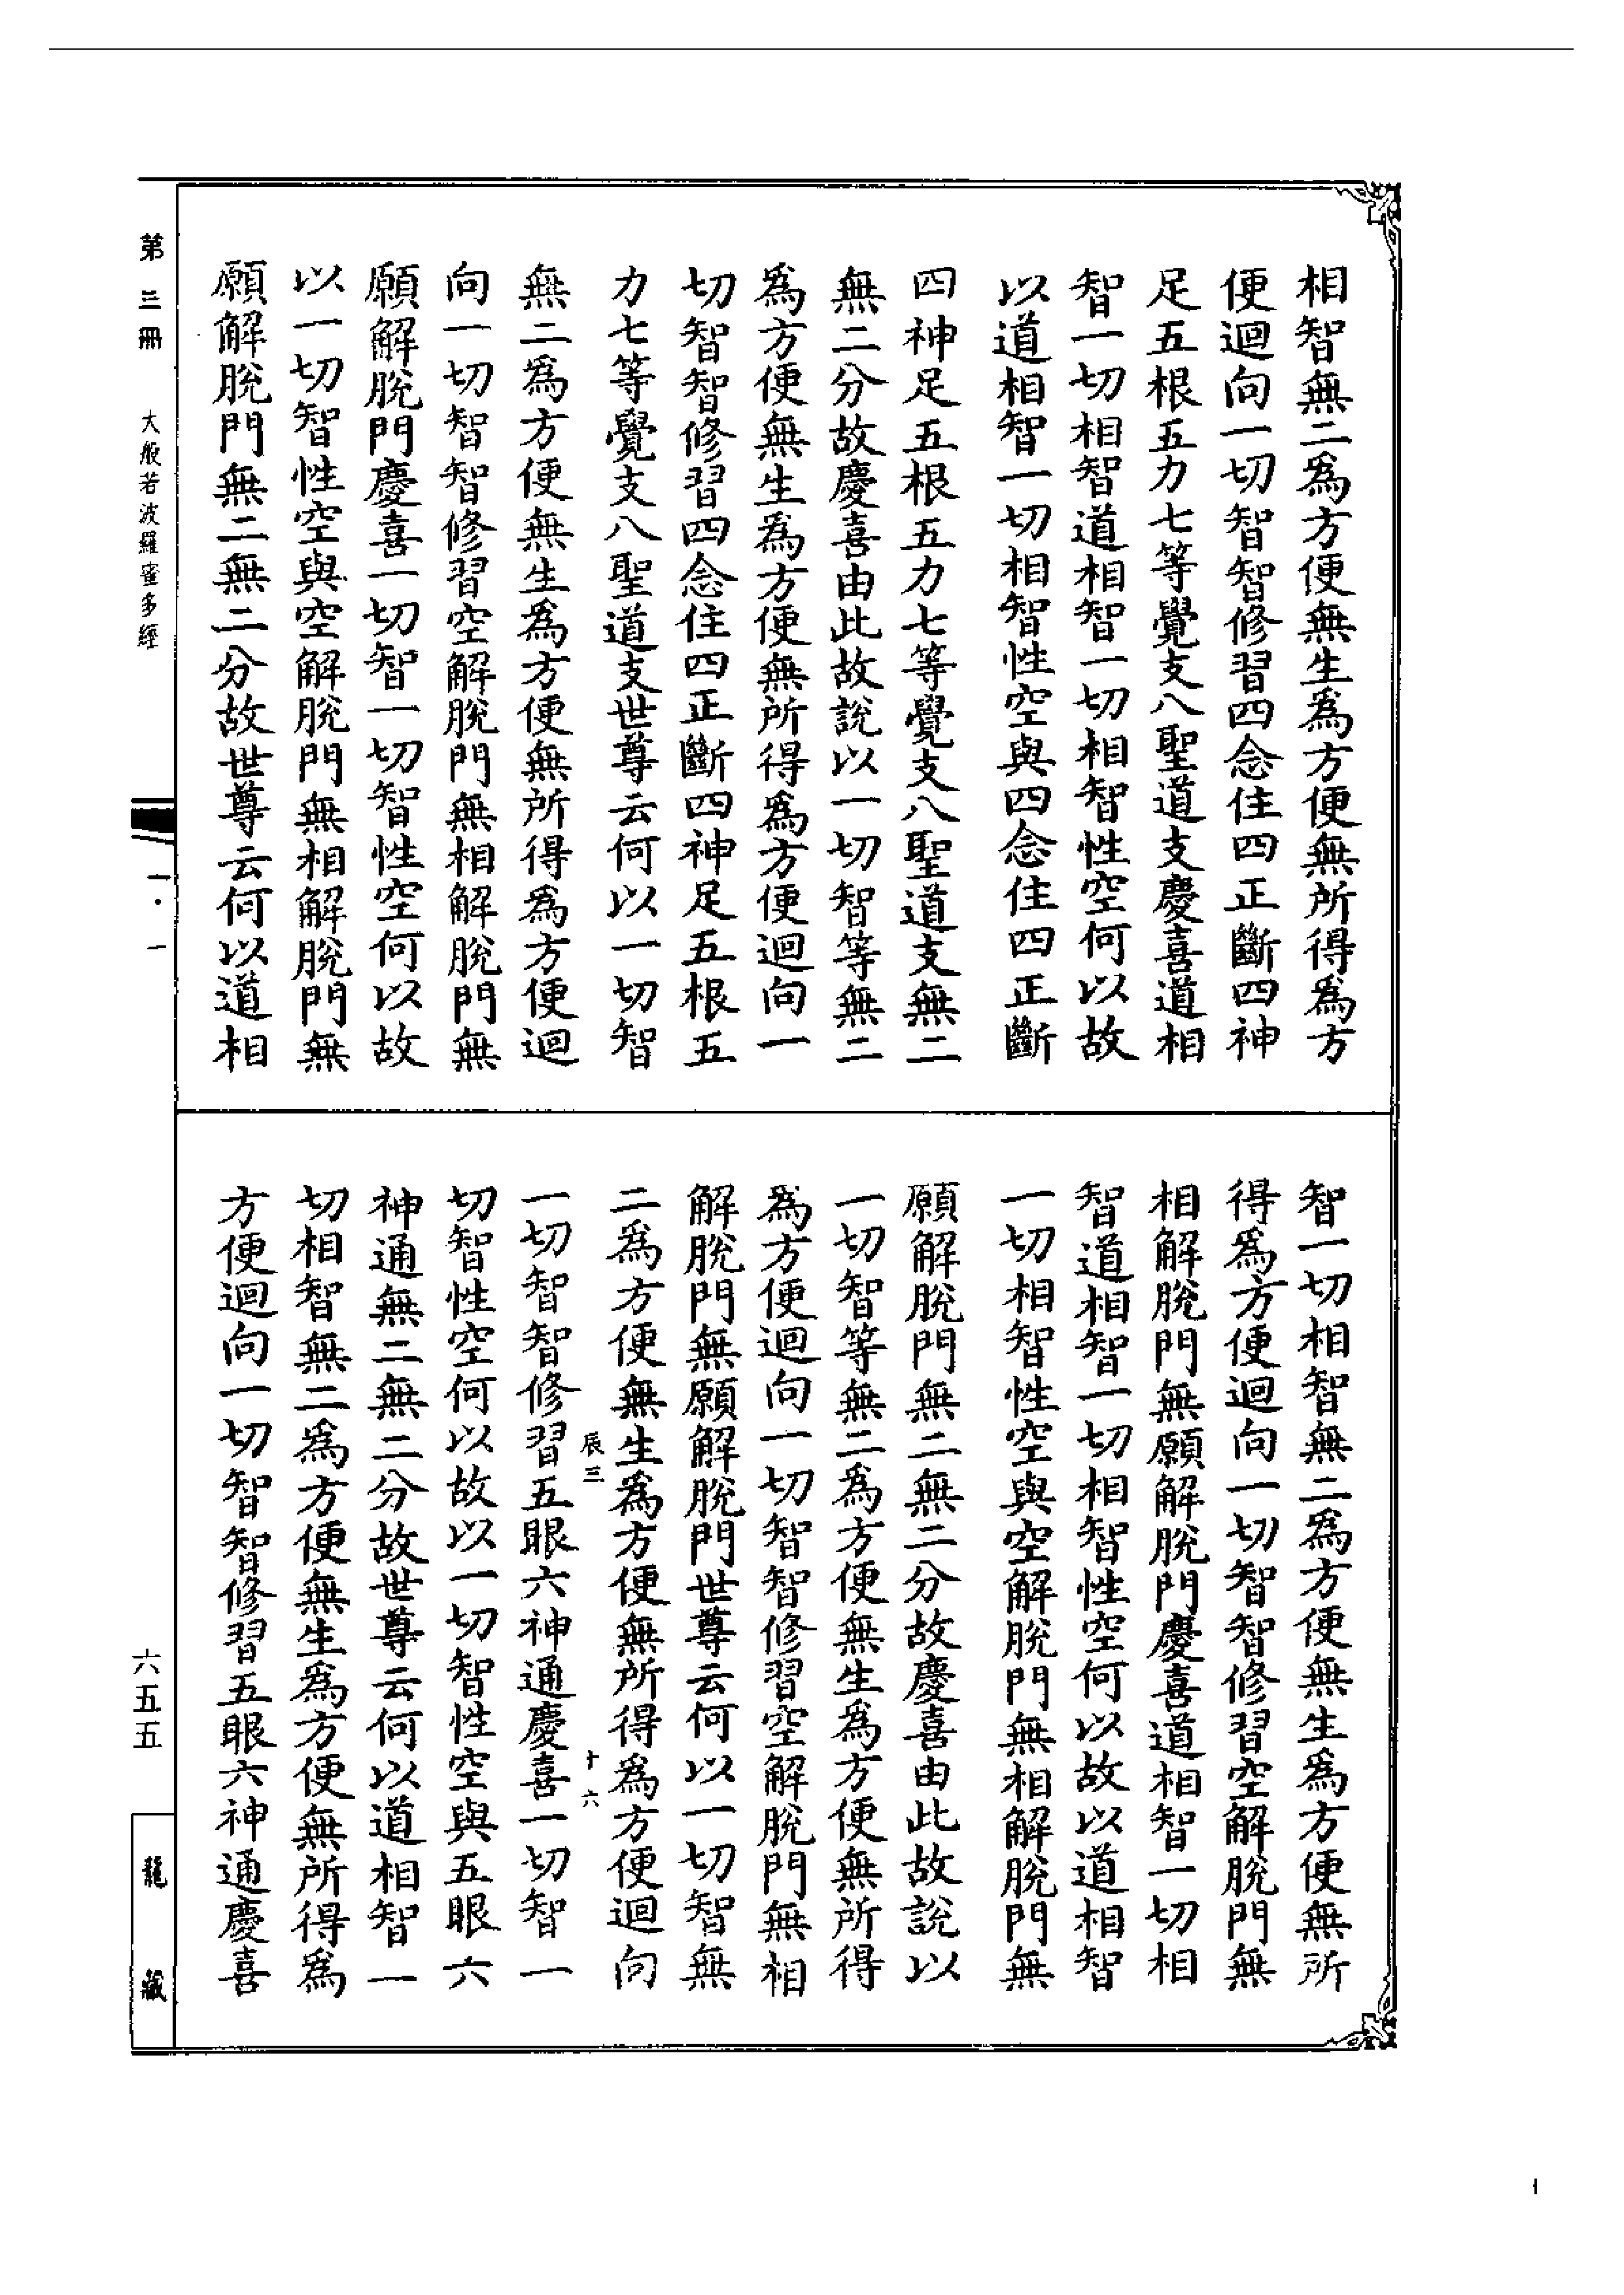 相智無二爲方便無生爲方便無所得爲方
便迴向一切智智修習四念住四正斷四神
足五根五力七等覺支八聖道支慶喜道相
智一切相智道相智一切相智性空何以故
以道相智一切相智性空與四念住四正斷
四神足五根五力七等覺支八聖道支無二
無二分故慶喜由此故說以一切智等無二
爲方便無生爲方便無所得爲方便迴向一
切智智修習四念住四正斷四神足五根五
力七等覺支八聖道支世尊云何以一切智
無二爲方便無生爲方便無所得爲方便迴
向一切智智修習空解脫門無相解脫門無
願解脫門慶喜一切智一切智性空何以故
以一切智性空與空解脫門無相解脫門無
願解脫門無二無二分故世尊云何以道相
智一切相智無二爲方便無生爲方便無所
得爲方便迴向一切智智修習空解脫門無
相解脫門無願解脫門慶喜道相智一切相
智道相智一切相智性空何以故以道相智
一切相智性空與空解脫門無相解脫門無
願解脫門無二無二分故慶喜由此故說以
一切智等無二爲方便無生爲方便無所得
爲方便迴向一切智智修習空解脫門無相
解脫門無願解脫門世尊云何以一切智無
二爲方便無生爲方便無所得爲方便迴向
辰三 十六
一切智智修習五眼六神通慶喜一切智一
切智性空何以故以一切智性空與五眼六
神通無二無二分故世尊云何以道相智一
切相智無二爲方便無生爲方便無所得爲
方便迴向一切智智修習五眼六神通慶喜
第三冊 大般若波羅蜜多經 一·一 六五五 龍藏
1